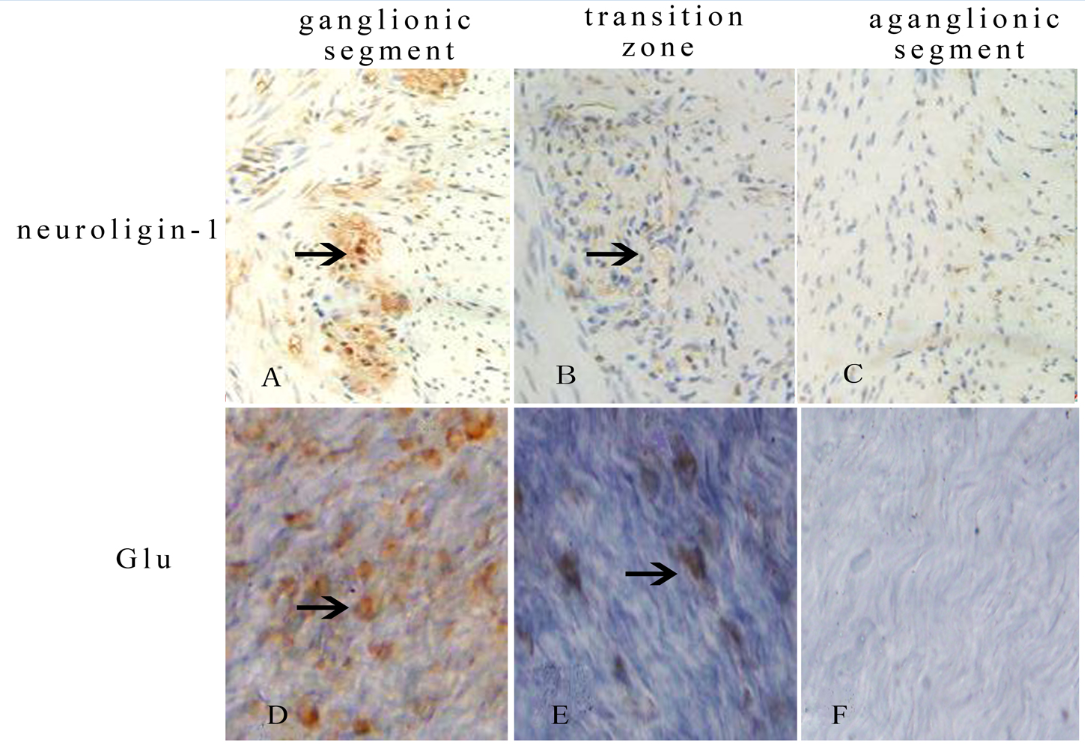 ganglionic segment
transition zone
aganglionic segment
neuroligin-1
A
B
C
Glu
D
E
F